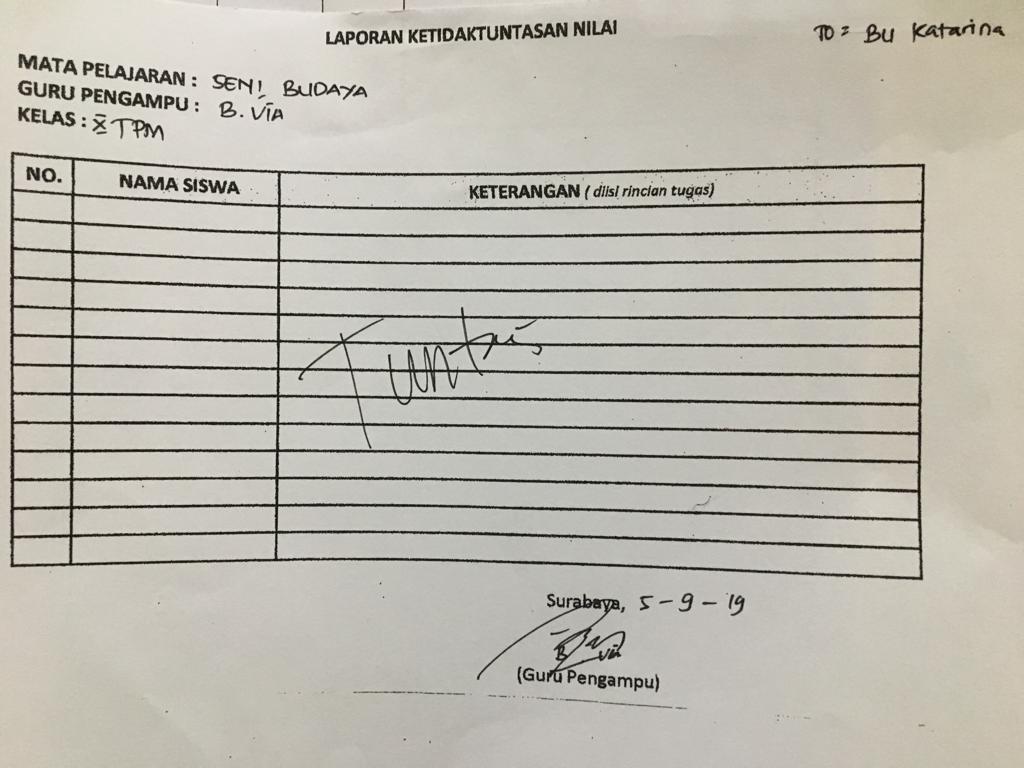 LAPORAN KETIDAKTUNTASAN NILAI
TO = BU Katarina
MATA PELAJARAN : SENI BUDAYA
GURU PENGAMPU : B. VIA
KELAS : X TPM
NO. NAMA SISWA KETERANGAN ( diisi rincian tugas)
Tuntas
Surabaya, 5 - 9 - 19
B. Via
(Guru Pengampu)